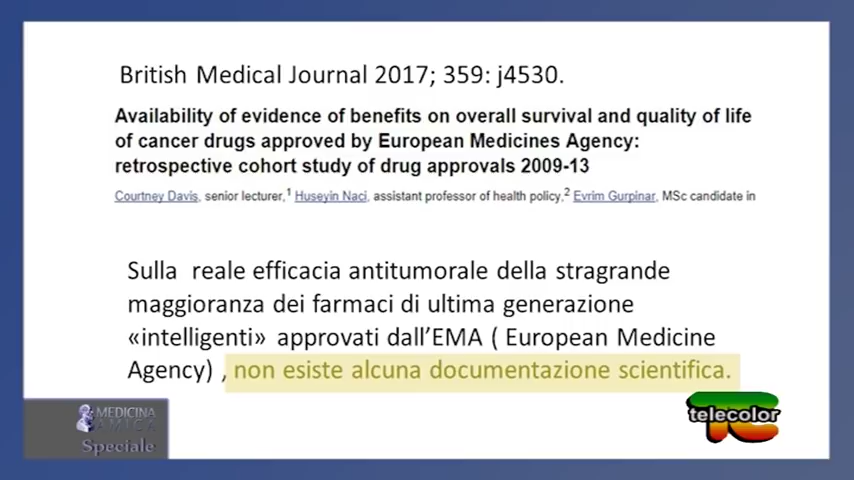 British Medical Journal 2017; 359: j4530.
Availability of evidence of benefits on overall survival and quality of life
of cancer drugs approved by European Medicines Agency:
retrospective cohort study of drug approvals 2009-13
Courtney Davis, senior lecturer,1 Huseyin Naci, assistant professor of health policy,2 Evrim Gurpinar, MSc candidate in
Sulla reale efficacia antitumorale della stragrande
maggioranza dei farmaci di ultima generazione
«intelligenti» approvati dall’EMA ( European Medicine
Agency) , non esiste alcuna documentazione scientifica.
MEDICINA
AMICA
Speciale
telecolor